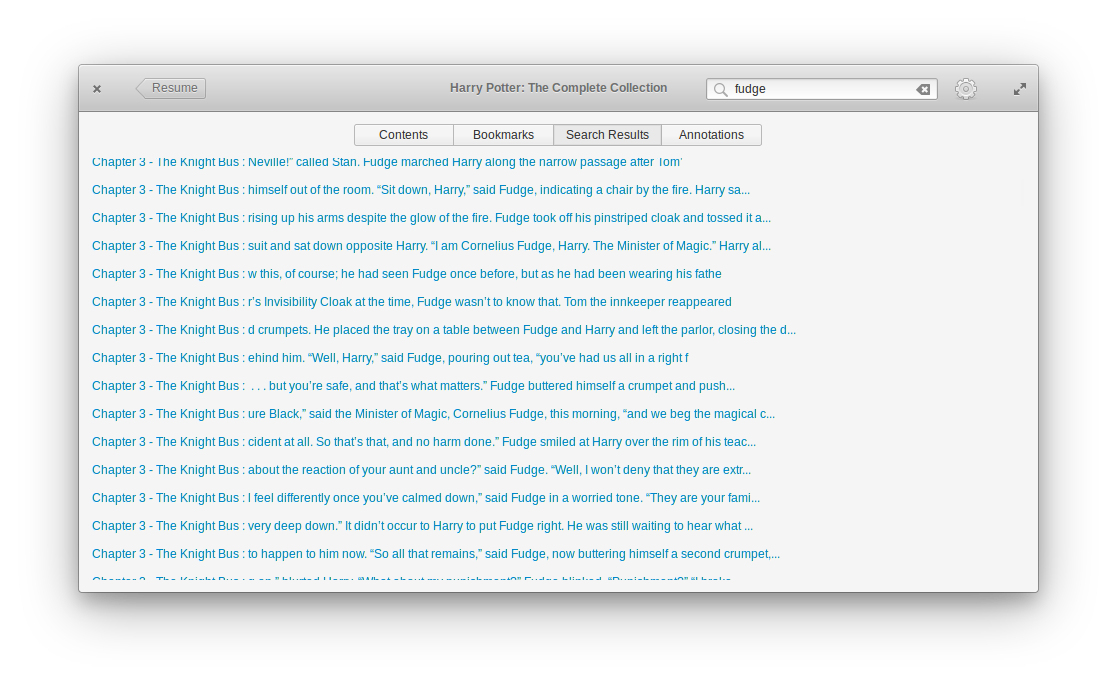 Resume
Harry Potter: The Complete Collection
fudge
Contents
Bookmarks
Search Results
Annotations
Chapter 3 - The Knight Bus : Neville!” called Stan. Fudge marched Harry along the narrow passage after Tom’
Chapter 3 - The Knight Bus : himself out of the room. “Sit down, Harry,” said Fudge, indicating a chair by the fire. Harry sa...
Chapter 3 - The Knight Bus : rising up his arms despite the glow of the fire. Fudge took off his pinstriped cloak and tossed it a...
Chapter 3 - The Knight Bus : suit and sat down opposite Harry. “I am Cornelius Fudge, Harry. The Minister of Magic.” Harry al...
Chapter 3 - The Knight Bus : w this, of course; he had seen Fudge once before, but as he had been wearing his fathe
Chapter 3 - The Knight Bus : r’s Invisibility Cloak at the time, Fudge wasn’t to know that. Tom the innkeeper reappeared
Chapter 3 - The Knight Bus : d crumpets. He placed the tray on a table between Fudge and Harry and left the parlor, closing the d...
Chapter 3 - The Knight Bus : ehind him. “Well, Harry,” said Fudge, pouring out tea, “you’ve had us all in a right f
Chapter 3 - The Knight Bus :  . . . but you’re safe, and that’s what matters.” Fudge buttered himself a crumpet and push...
Chapter 3 - The Knight Bus : ure Black,” said the Minister of Magic, Cornelius Fudge, this morning, “and we beg the magical c...
Chapter 3 - The Knight Bus : cident at all. So that’s that, and no harm done.” Fudge smiled at Harry over the rim of his teac...
Chapter 3 - The Knight Bus : about the reaction of your aunt and uncle?” said Fudge. “Well, I won’t deny that they are extr...
Chapter 3 - The Knight Bus : l feel differently once you’ve calmed down,” said Fudge in a worried tone. “They are your fami...
Chapter 3 - The Knight Bus : very deep down.” It didn’t occur to Harry to put Fudge right. He was still waiting to hear what ...
Chapter 3 - The Knight Bus : to happen to him now. “So all that remains,” said Fudge, now buttering himself a second crumpet,...
Chapter 3 - The Knight Bus : g on,” blurted Harry. “What about my punishment?” Fudge blinked. “Punishment?” “I broke